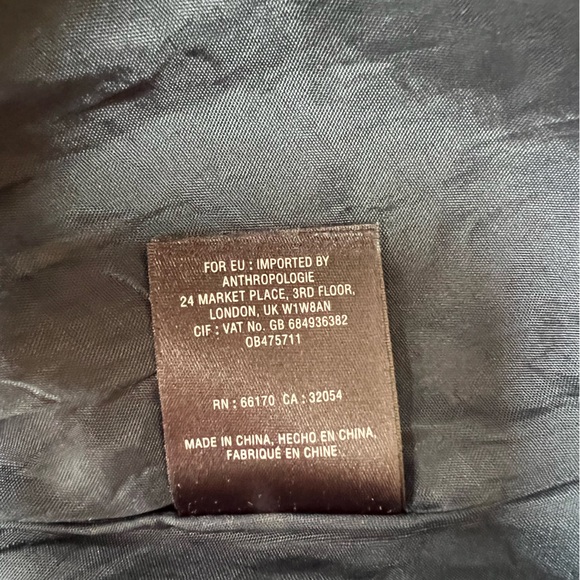 FOR EU : IMPORTED BY
ANTHROPOLOGIE
24 MARKET PLACE, 3RD FLOOR,
LONDON, UK W1W8AN
CIF : VAT No. GB 684936382
OB475711
RN : 66170 CA : 32054
MADE IN CHINA, HECHO EN CHINA,
FABRIQUÉ EN CHINE.